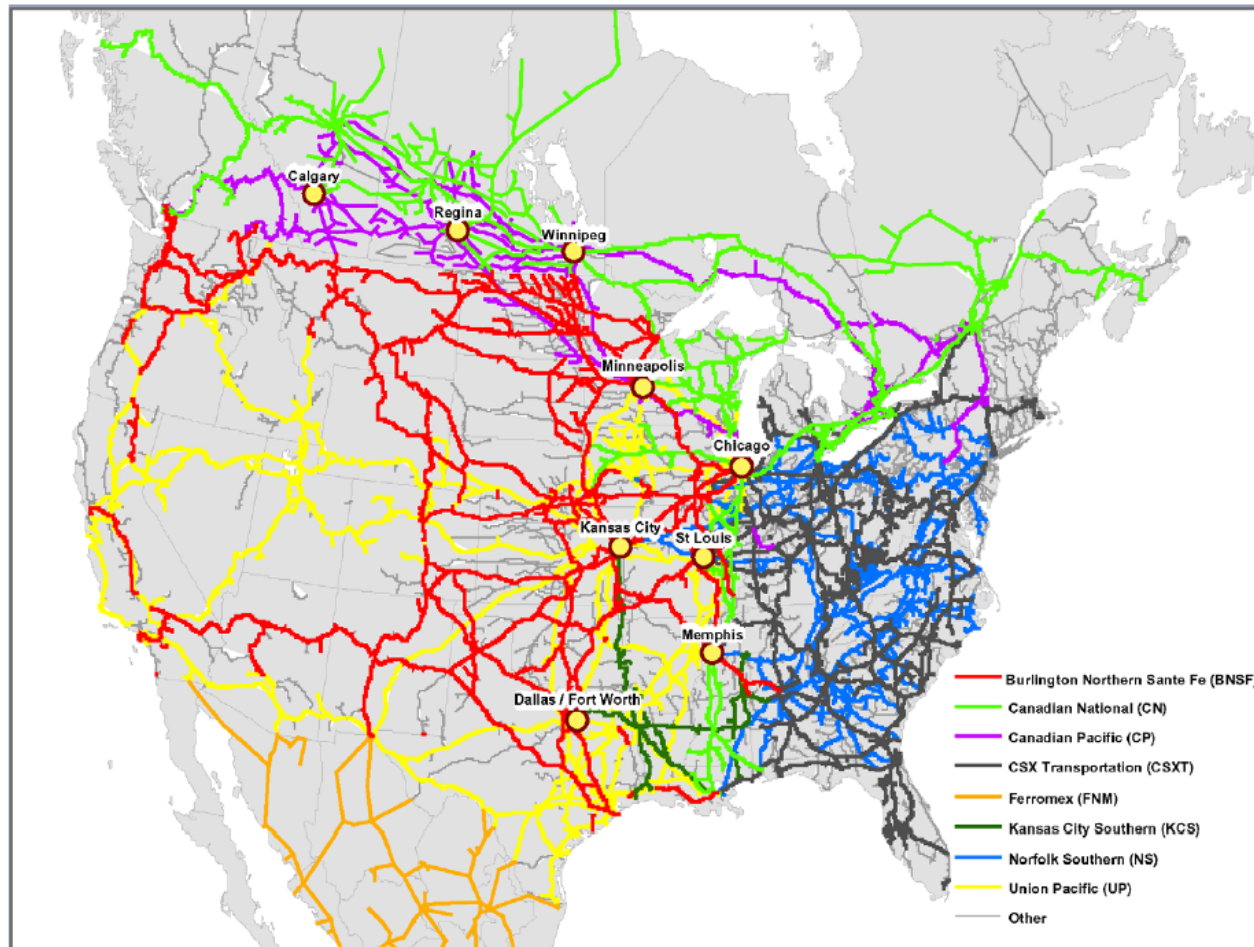 Calgary
Regina
Winnipeg
Minneapolis
Chicago
Kansas City
St Louis
Memphis
Dallas / Fort Worth
Burlington Northern Sante Fe (BNSF)
Canadian National (CN)
Canadian Pacific (CP)
CSX Transportation (CSXT)
Ferromex (FNM)
Kansas City Southern (KCS)
Norfolk Southern (NS)
Union Pacific (UP)
Other